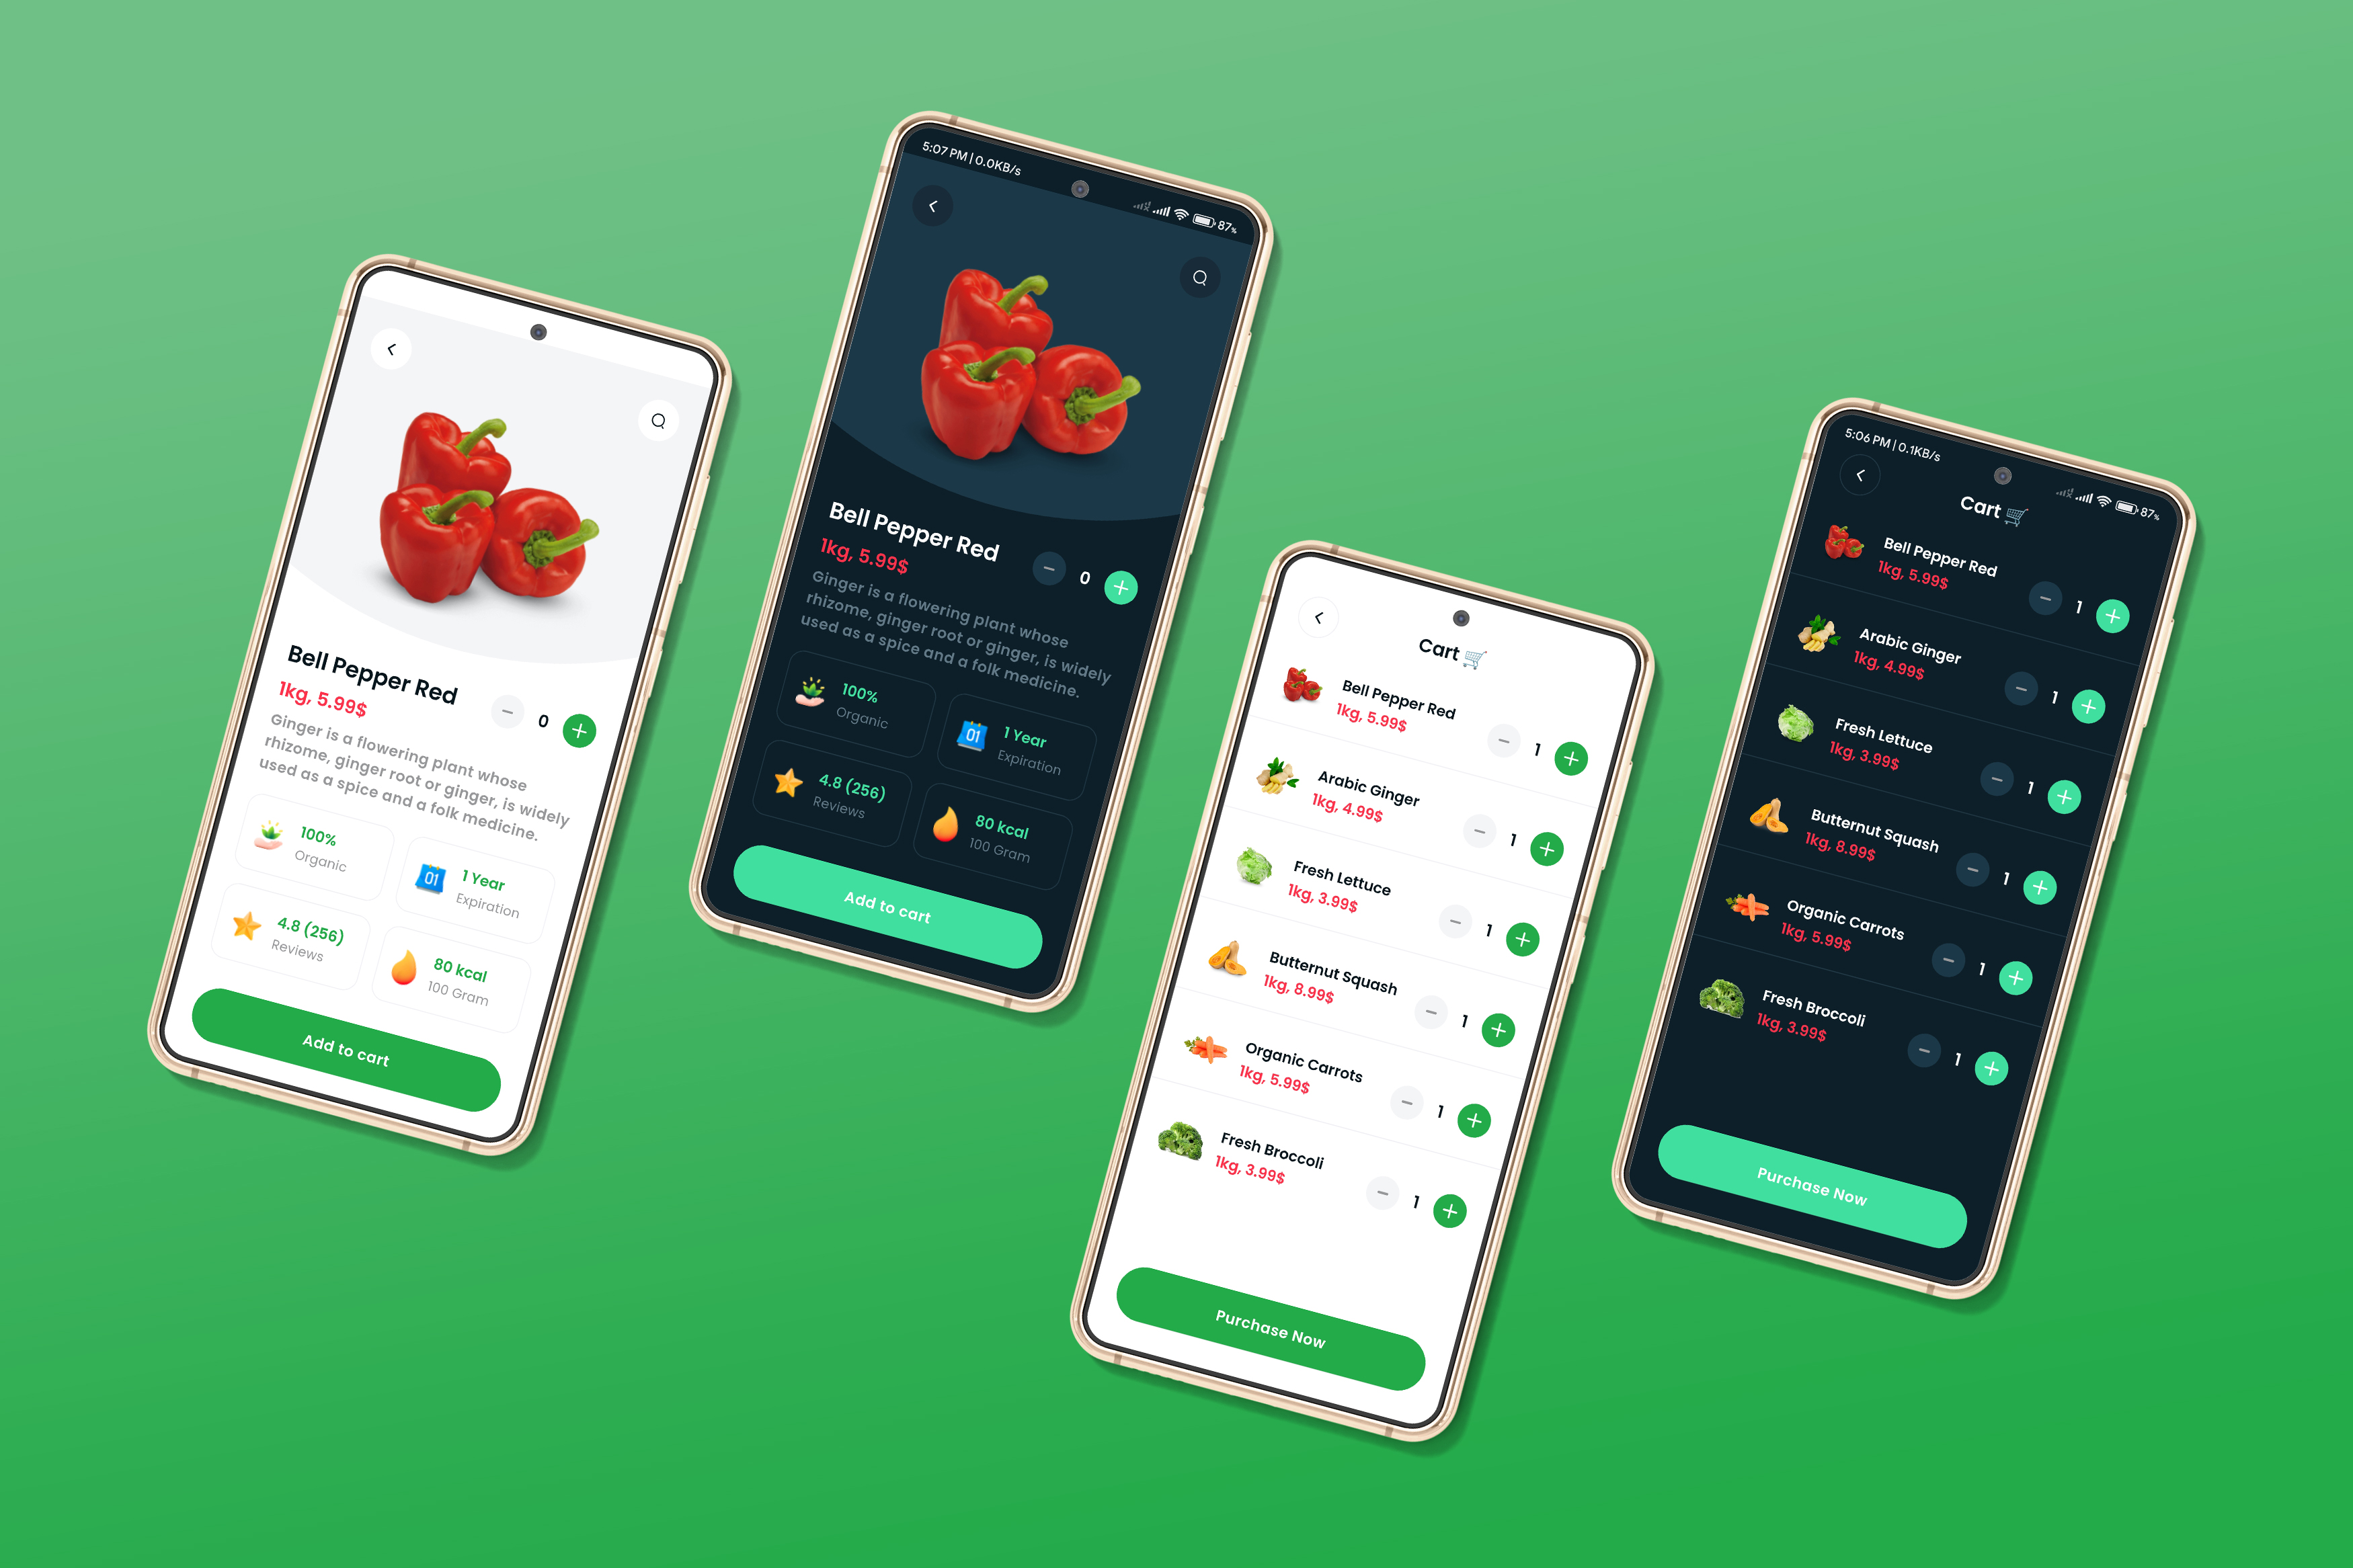 Bell Pepper Red
1kg, 5.99$
0
Ginger is a flowering plant whose
rhizome, ginger root or ginger, is widely
used as a spice and a folk medicine.
100%
Organic
01
1 Year
Expiration
4.8 (256)
Reviews
80 kcal
100 Gram
Add to cart
5:07 PM | 0.0KB/s
87%
Bell Pepper Red
1kg, 5.99$
0
Ginger is a flowering plant whose
rhizome, ginger root or ginger, is widely
used as a spice and a folk medicine.
100%
Organic
01
1 Year
Expiration
4.8 (256)
Reviews
80 kcal
100 Gram
Add to cart
Cart
Bell Pepper Red
1kg, 5.99$
1
Arabic Ginger
1kg, 4.99$
1
Fresh Lettuce
1kg, 3.99$
1
Butternut Squash
1kg, 8.99$
1
Organic Carrots
1kg, 5.99$
1
Fresh Broccoli
1kg, 3.99$
1
Purchase Now
5:06 PM | 0.1KB/s
87%
Cart
Bell Pepper Red
1kg, 5.99$
1
Arabic Ginger
1kg, 4.99$
1
Fresh Lettuce
1kg, 3.99$
1
Butternut Squash
1kg, 8.99$
1
Organic Carrots
1kg, 5.99$
1
Fresh Broccoli
1kg, 3.99$
1
Purchase Now